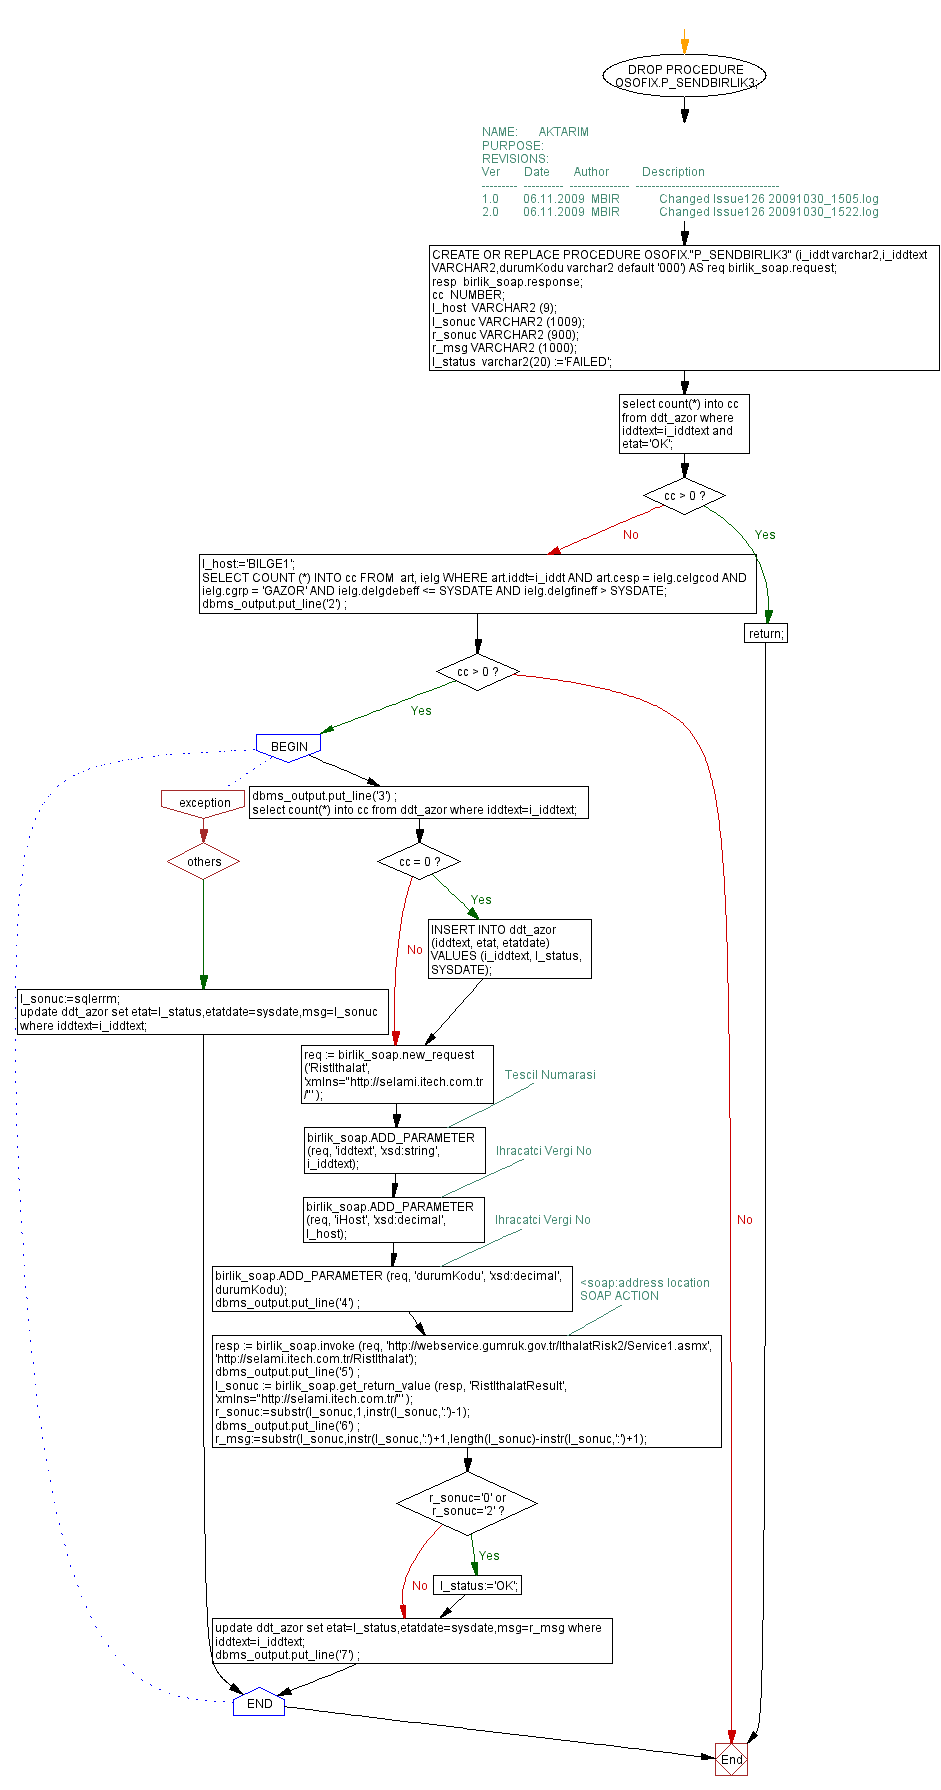 DROP PROCEDURE
OSOFIX.P_SENDBIRLIK3;
NAME: AKTARIM
PURPOSE:
REVISIONS:
Ver Date Author Description
--------- ---------- --------------- ------------------------------------
1.0 06.11.2009 MBIR Changed Issue126 20091030_1505.log
2.0 06.11.2009 MBIR Changed Issue126 20091030_1522.log
CREATE OR REPLACE PROCEDURE OSOFIX."P_SENDBIRLIK3" (i_iddt varchar2,i_iddtext
VARCHAR2,durumKodu varchar2 default '000') AS req birlik_soap.request;
resp birlik_soap.response;
cc NUMBER;
l_host VARCHAR2 (9);
l_sonuc VARCHAR2 (1009);
r_sonuc VARCHAR2 (900);
r_msg VARCHAR2 (1000);
l_status varchar2(20) :='FAILED';
select count(*) into cc
from ddt_azor where
iddtext=i_iddtext and
etat='OK';
cc > 0 ?
No
Yes
l_host:='BILGE1';
SELECT COUNT (*) INTO cc FROM art, ielg WHERE art.iddt=i_iddt AND art.cesp = ielg.celgcod AND
ielg.cgrp = 'GAZOR' AND ielg.delgdebeff <= SYSDATE AND ielg.delgfineff > SYSDATE;
dbms_output.put_line('2') ;
return;
cc > 0 ?
Yes
BEGIN
exception
dbms_output.put_line('3') ;
select count(*) into cc from ddt_azor where iddtext=i_iddtext;
others
cc = 0 ?
Yes
No
INSERT INTO ddt_azor
(iddtext, etat, etatdate)
VALUES (i_iddtext, l_status,
SYSDATE);
l_sonuc:=sqlerrm;
update ddt_azor set etat=l_status,etatdate=sysdate,msg=l_sonuc
where iddtext=i_iddtext;
req := birlik_soap.new_request
('RistIthalat',
'xmlns="http://selami.itech.com.tr
/"' );
Tescil Numarasi
birlik_soap.ADD_PARAMETER
(req, 'iddtext', 'xsd:string',
i_iddtext);
Ihracatci Vergi No
birlik_soap.ADD_PARAMETER
(req, 'iHost', 'xsd:decimal',
l_host);
Ihracatci Vergi No
No
birlik_soap.ADD_PARAMETER (req, 'durumKodu', 'xsd:decimal',
durumKodu);
dbms_output.put_line('4') ;
<soap:address location
SOAP ACTION
resp := birlik_soap.invoke (req, 'http://webservice.gumruk.gov.tr/IthalatRisk2/Service1.asmx',
'http://selami.itech.com.tr/RistIthalat');
dbms_output.put_line('5') ;
l_sonuc := birlik_soap.get_return_value (resp, 'RistIthalatResult',
'xmlns="http://selami.itech.com.tr/"' );
r_sonuc:=substr(l_sonuc,1,instr(l_sonuc,':')-1);
dbms_output.put_line('6') ;
r_msg:=substr(l_sonuc,instr(l_sonuc,':')+1,length(l_sonuc)-instr(l_sonuc,':')+1);
r_sonuc='0' or
r_sonuc='2' ?
Yes
No
l_status:='OK';
update ddt_azor set etat=l_status,etatdate=sysdate,msg=r_msg where
iddtext=i_iddtext;
dbms_output.put_line('7') ;
END
End